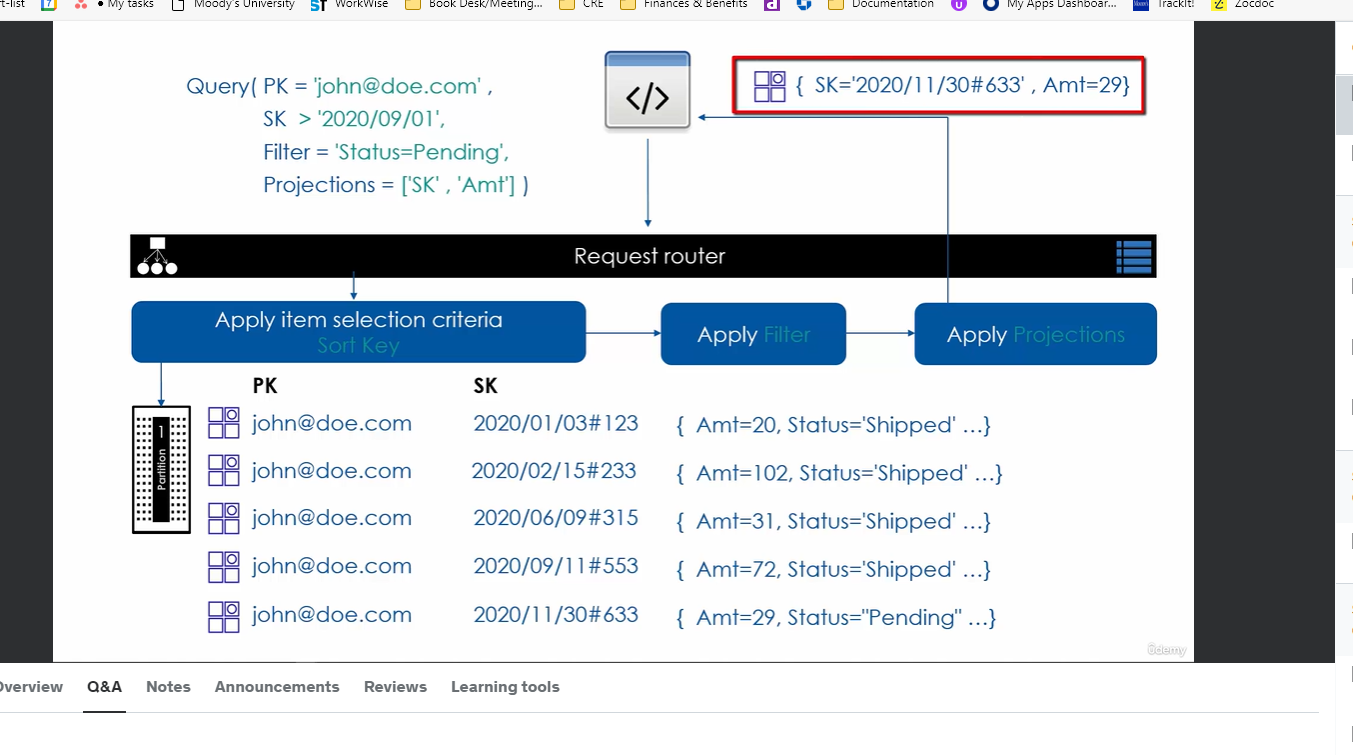 rt-list 7 • My tasks Moody's University ST WorkWise Book Desk/Meeting... CRE Finances & Benefits a Documentation u My Apps Dashboar... TrackIt! Z Zocdoc
Query( PK = 'john@doe.com' ,
SK > '2020/09/01',
Filter = 'Status=Pending',
Projections = ['SK' , 'Amt'] )
</>
{ SK='2020/11/30#633' , Amt=29}
Request router
Apply item selection criteria
Sort Key
Apply Filter
Apply Projections
PK SK
Partition 1
john@doe.com 2020/01/03#123 { Amt=20, Status='Shipped' ...}
john@doe.com 2020/02/15#233 { Amt=102, Status='Shipped' ...}
john@doe.com 2020/06/09#315 { Amt=31, Status='Shipped' ...}
john@doe.com 2020/09/11#553 { Amt=72, Status='Shipped' ...}
john@doe.com 2020/11/30#633 { Amt=29, Status="Pending" ...}
ûdemy
Overview Q&A Notes Announcements Reviews Learning tools